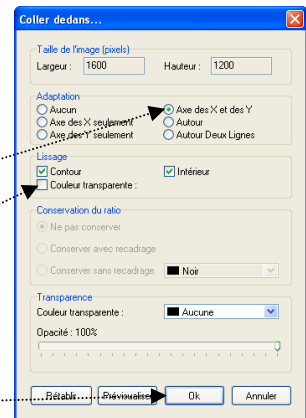 Coller dedans...
Taille de l'image (pixels)
Largeur : 1600 Hauteur : 1200
Adaptation
Aucun Axe des X et des Y
Axe des X seulement Autour
Axe des Y seulement Autour Deux Lignes
Lissage
Contour Intérieur
Couleur transparente :
Conservation du ratio
Ne pas conserver
Conserver avec recadrage
Conserver sans recadrage Noir
Transparence
Couleur transparente : Aucune
Opacité : 100%
Rétablir Prévisualiser Ok Annuler